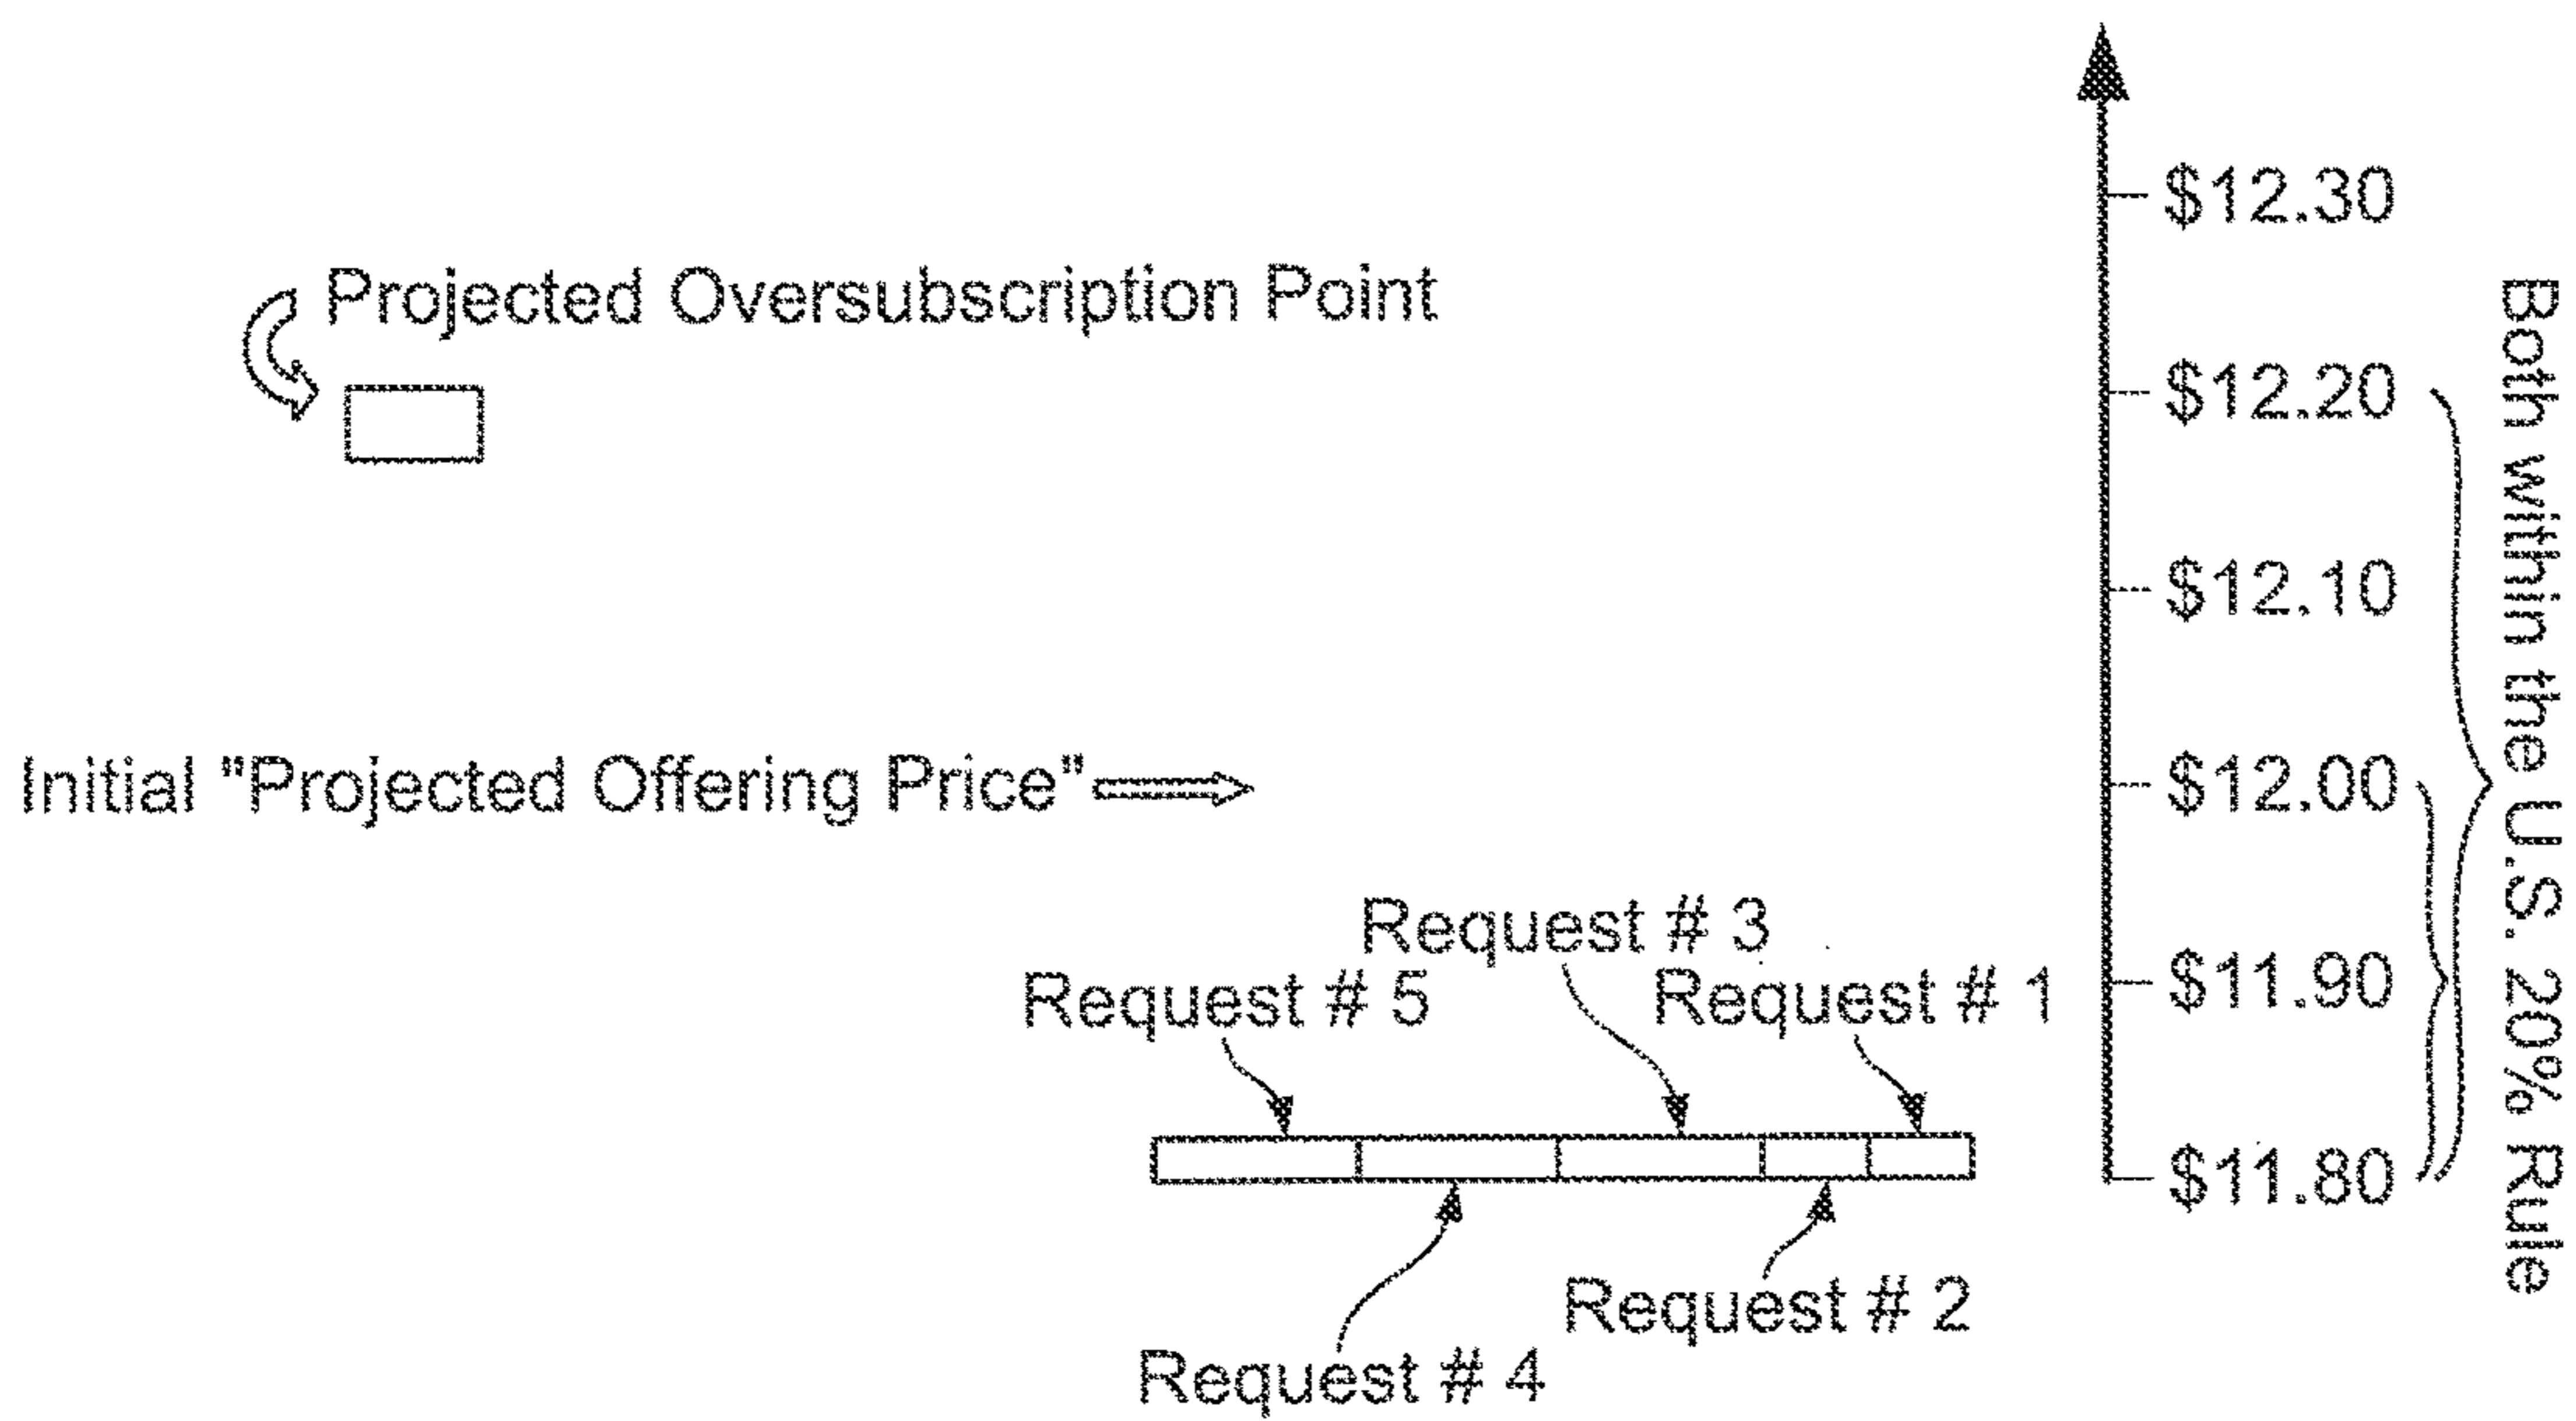 $12.30
Projected Oversubscription Point
$12.20
$12.10
Initial "Projected Offering Price"
$12.00
Request # 3
Request # 5
Request # 1
$11.90
$11.80
Request # 2
Request # 4
Both within the U.S. 20% Rule